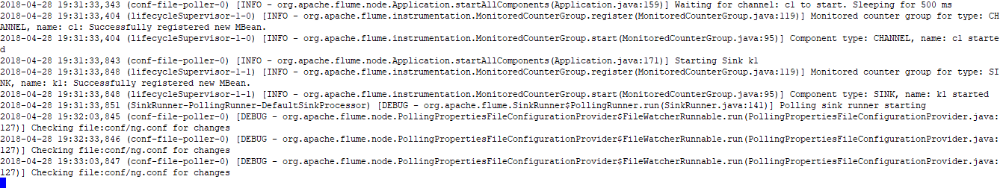 2018-04-28 19:31:33,343 (conf-file-poller-0) [INFO - org.apache.flume.node.Application.startAllComponents(Application.java:159)] Waiting for channel: c1 to start. Sleeping for 500 ms
2018-04-28 19:31:33,404 (lifecycleSupervisor-1-0) [INFO - org.apache.flume.instrumentation.MonitoredCounterGroup.register(MonitoredCounterGroup.java:119)] Monitored counter group for type: CH
ANNEL, name: c1: Successfully registered new MBean.
2018-04-28 19:31:33,404 (lifecycleSupervisor-1-0) [INFO - org.apache.flume.instrumentation.MonitoredCounterGroup.start(MonitoredCounterGroup.java:95)] Component type: CHANNEL, name: c1 starte
d
2018-04-28 19:31:33,843 (conf-file-poller-0) [INFO - org.apache.flume.node.Application.startAllComponents(Application.java:171)] Starting Sink k1
2018-04-28 19:31:33,848 (lifecycleSupervisor-1-1) [INFO - org.apache.flume.instrumentation.MonitoredCounterGroup.register(MonitoredCounterGroup.java:119)] Monitored counter group for type: SI
NK, name: k1: Successfully registered new MBean.
2018-04-28 19:31:33,848 (lifecycleSupervisor-1-1) [INFO - org.apache.flume.instrumentation.MonitoredCounterGroup.start(MonitoredCounterGroup.java:95)] Component type: SINK, name: k1 started
2018-04-28 19:31:33,851 (SinkRunner-PollingRunner-DefaultSinkProcessor) [DEBUG - org.apache.flume.SinkRunner$PollingRunner.run(SinkRunner.java:141)] Polling sink runner starting
2018-04-28 19:32:03,845 (conf-file-poller-0) [DEBUG - org.apache.flume.node.PollingPropertiesFileConfigurationProvider$FileWatcherRunnable.run(PollingPropertiesFileConfigurationProvider.java:
127)] Checking file:conf/ng.conf for changes
2018-04-28 19:32:33,846 (conf-file-poller-0) [DEBUG - org.apache.flume.node.PollingPropertiesFileConfigurationProvider$FileWatcherRunnable.run(PollingPropertiesFileConfigurationProvider.java:
127)] Checking file:conf/ng.conf for changes
2018-04-28 19:33:03,847 (conf-file-poller-0) [DEBUG - org.apache.flume.node.PollingPropertiesFileConfigurationProvider$FileWatcherRunnable.run(PollingPropertiesFileConfigurationProvider.java:
127)] Checking file:conf/ng.conf for changes